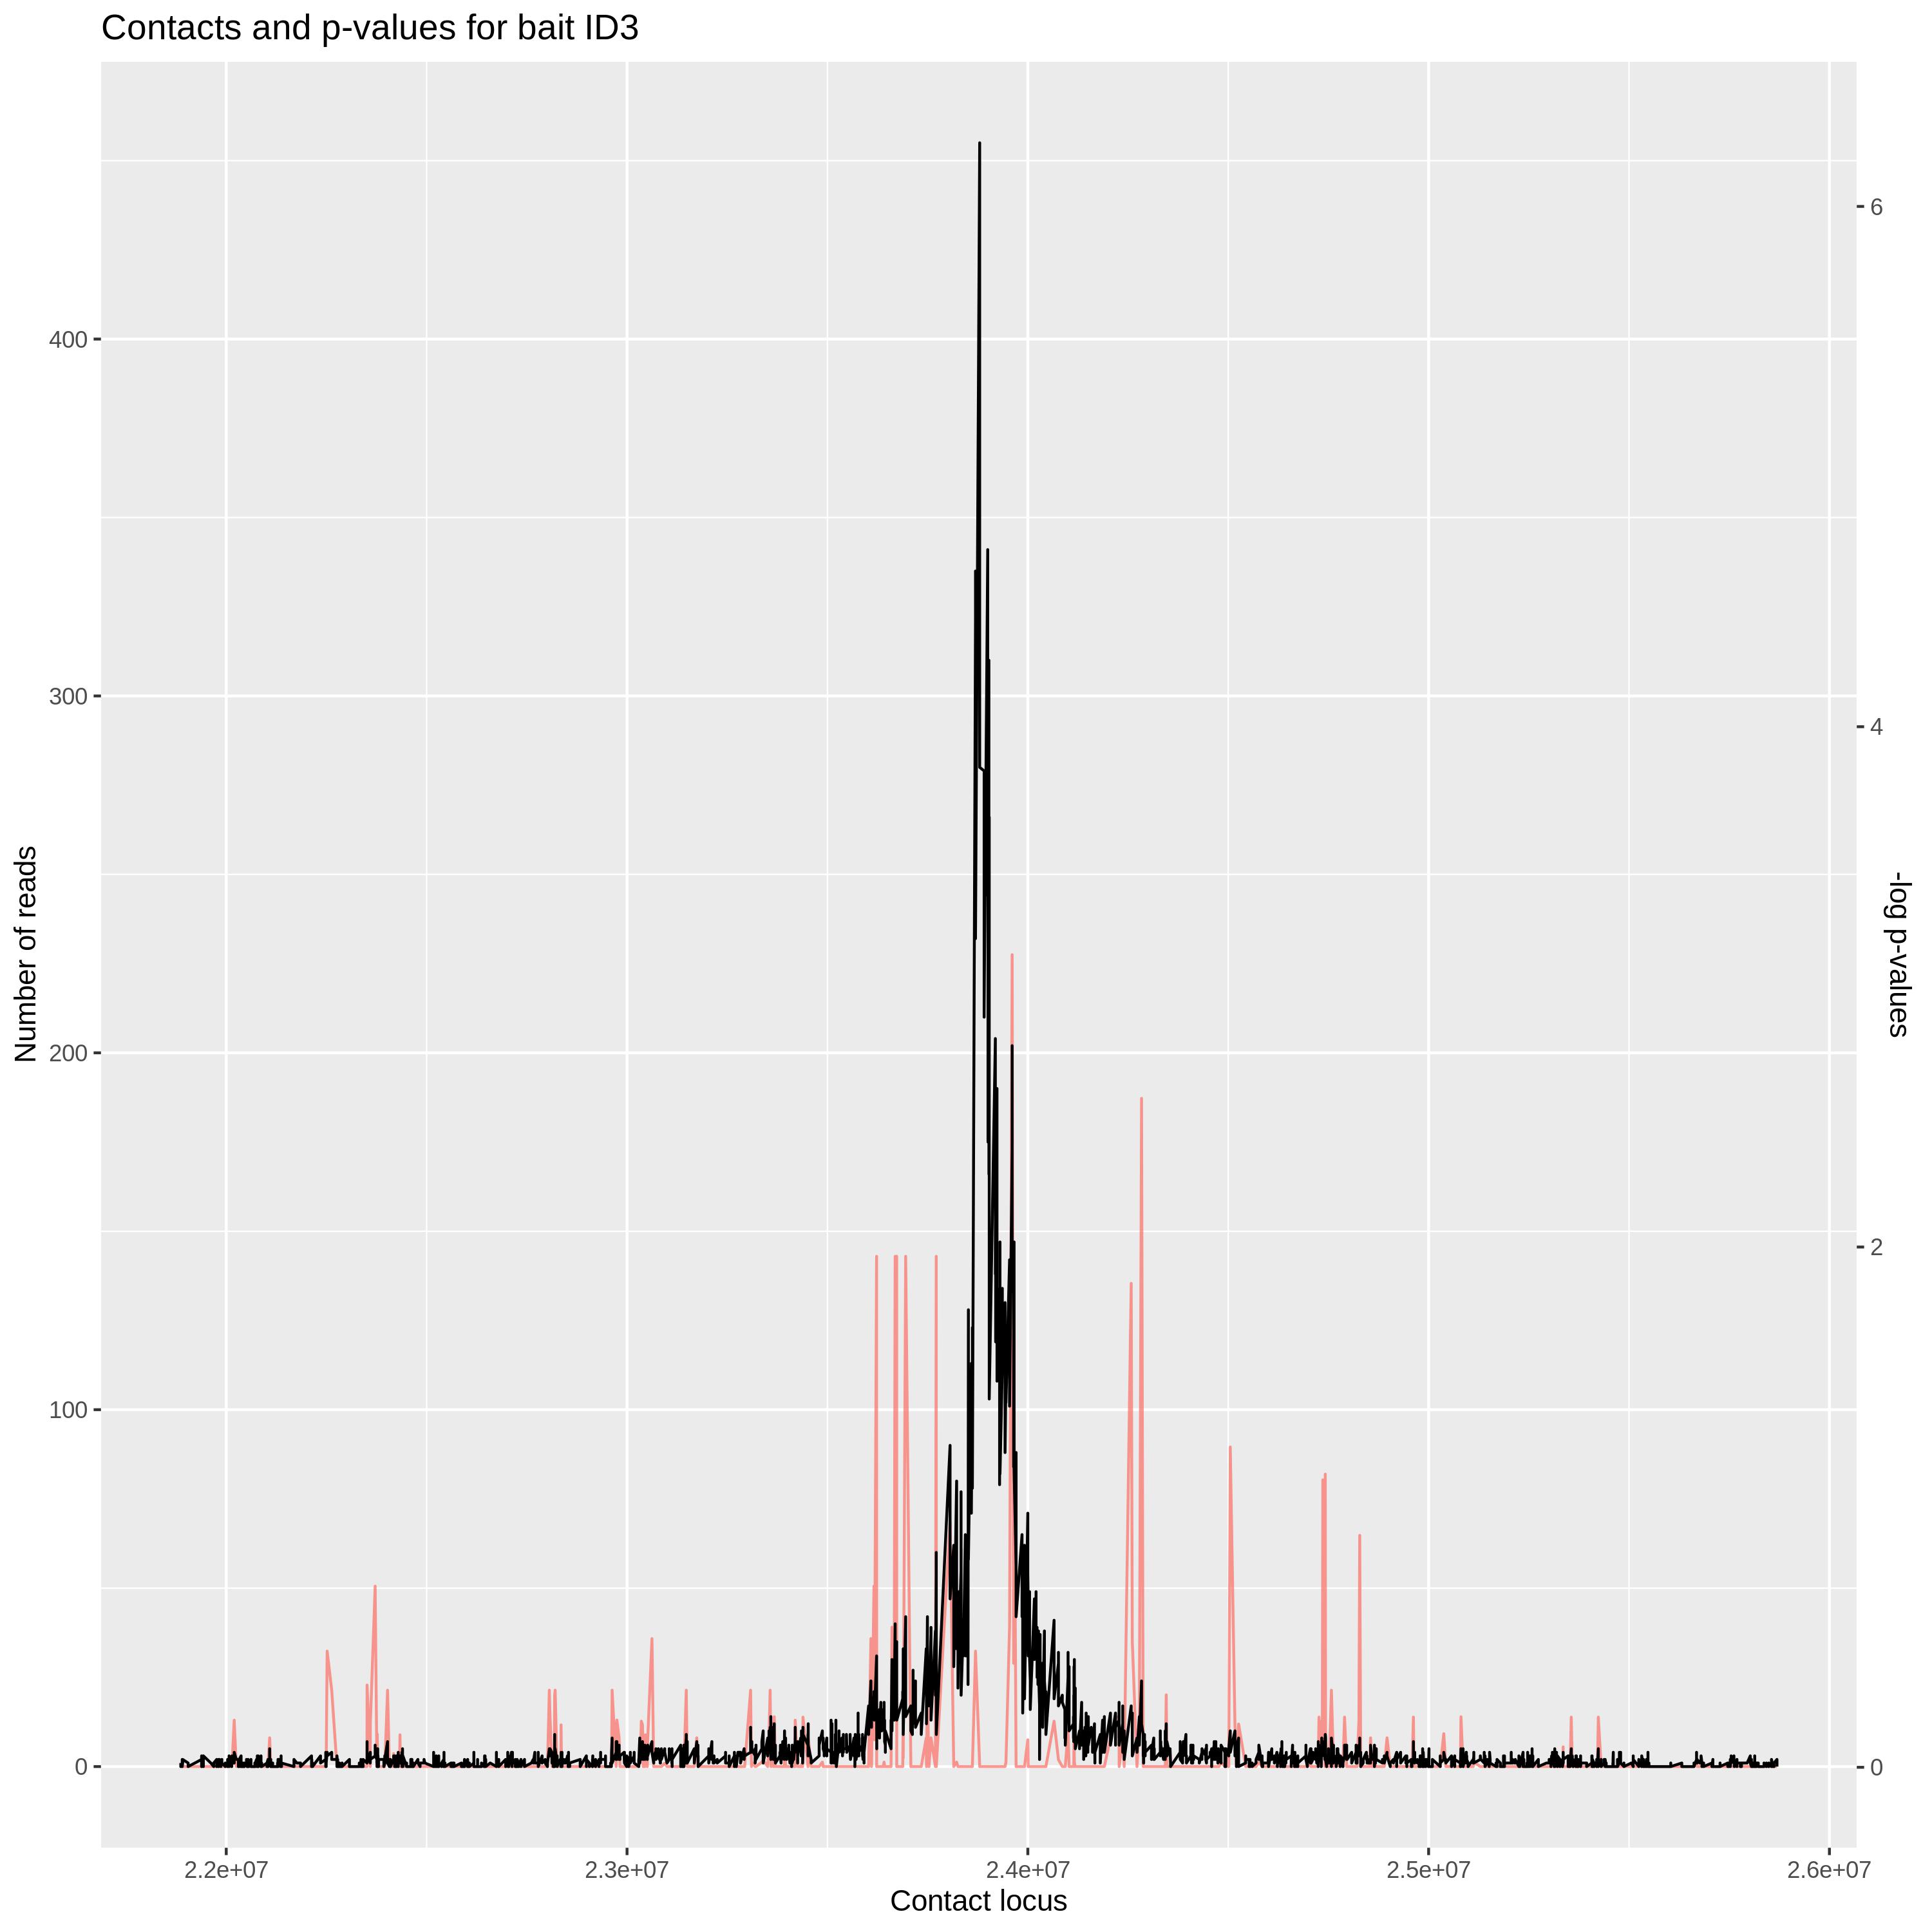 Contacts and p-values for bait ID3
Number of reads
400
300
200
100
0
6
4
2
0
-log p-values
2.2e+07
2.3e+07
2.4e+07
2.5e+07
2.6e+07
Contact locus